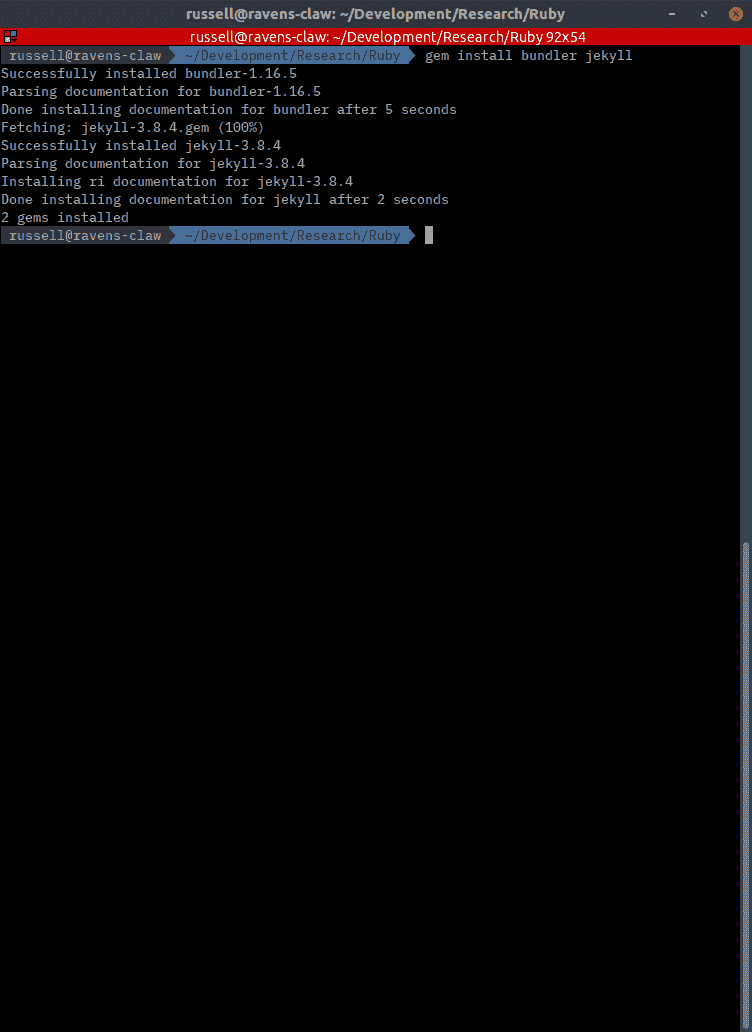 russell@ravens-claw: ~/Development/Research/Ruby
russell@ravens-claw: ~/Development/Research/Ruby 92x54
russell@ravens-claw ~/Development/Research/Ruby gem install bundler jekyll
Successfully installed bundler-1.16.5
Parsing documentation for bundler-1.16.5
Done installing documentation for bundler after 5 seconds
Fetching: jekyll-3.8.4.gem (100%)
Successfully installed jekyll-3.8.4
Parsing documentation for jekyll-3.8.4
Installing ri documentation for jekyll-3.8.4
Done installing documentation for jekyll after 2 seconds
2 gems installed
russell@ravens-claw ~/Development/Research/Ruby